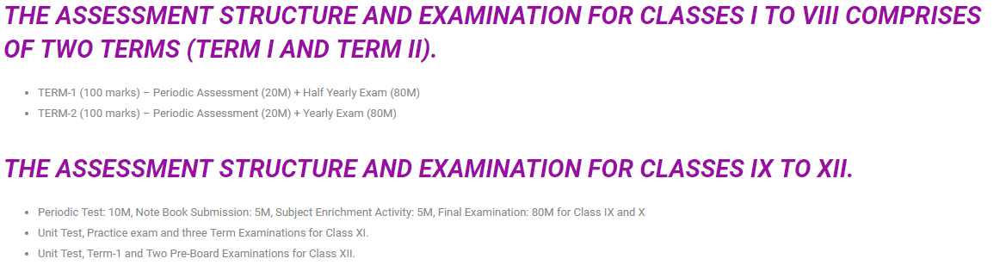 THE ASSESSMENT STRUCTURE AND EXAMINATION FOR CLASSES I TO VIII COMPRISES
OF TWO TERMS (TERM I AND TERM II).
• TERM-1 (100 marks) – Periodic Assessment (20M) + Half Yearly Exam (80M)
• TERM-2 (100 marks) – Periodic Assessment (20M) + Yearly Exam (80M)
THE ASSESSMENT STRUCTURE AND EXAMINATION FOR CLASSES IX TO XII.
• Periodic Test: 10M, Note Book Submission: 5M, Subject Enrichment Activity: 5M, Final Examination: 80M for Class IX and X
• Unit Test, Practice exam and three Term Examinations for Class XI.
• Unit Test, Term-1 and Two Pre-Board Examinations for Class XII.